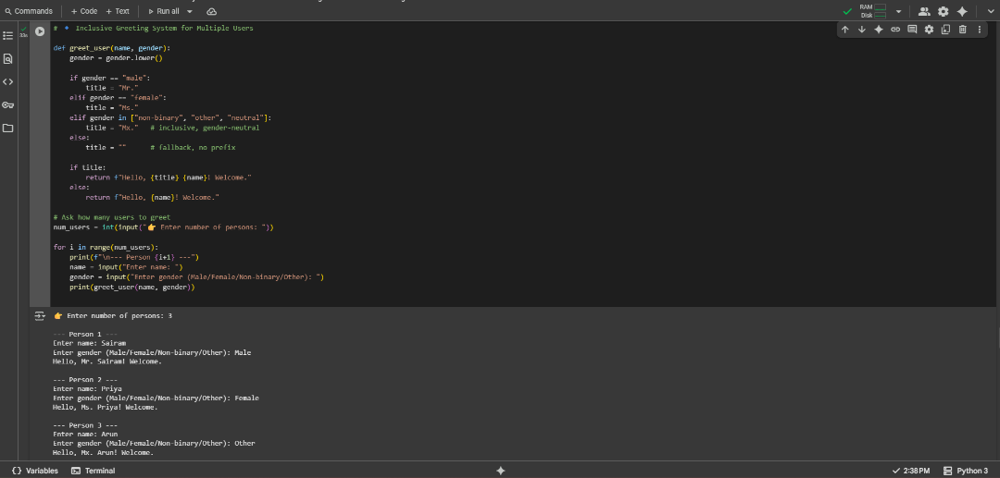 Commands + Code + Text Run all RAM Disk
33s
# 🔹 Inclusive Greeting System for Multiple Users
def greet_user(name, gender):
    gender = gender.lower()
    if gender == "male":
        title = "Mr."
    elif gender == "female":
        title = "Ms."
    elif gender in ["non-binary", "other", "neutral"]:
        title = "Mx."   # inclusive, gender-neutral
    else:
        title = ""      # fallback, no prefix
    if title:
        return f"Hello, {title} {name}! Welcome."
    else:
        return f"Hello, {name}! Welcome."
# Ask how many users to greet
num_users = int(input("👉 Enter number of persons: "))
for i in range(num_users):
    print(f"\n--- Person {i+1} ---")
    name = input("Enter name: ")
    gender = input("Enter gender (Male/Female/Non-binary/Other): ")
    print(greet_user(name, gender))
👉 Enter number of persons: 3
--- Person 1 ---
Enter name: Sairam
Enter gender (Male/Female/Non-binary/Other): Male
Hello, Mr. Sairam! Welcome.
--- Person 2 ---
Enter name: Priya
Enter gender (Male/Female/Non-binary/Other): Female
Hello, Ms. Priya! Welcome.
--- Person 3 ---
Enter name: Arun
Enter gender (Male/Female/Non-binary/Other): Other
Hello, Mx. Arun! Welcome.
{} Variables Terminal 2:38 PM Python 3